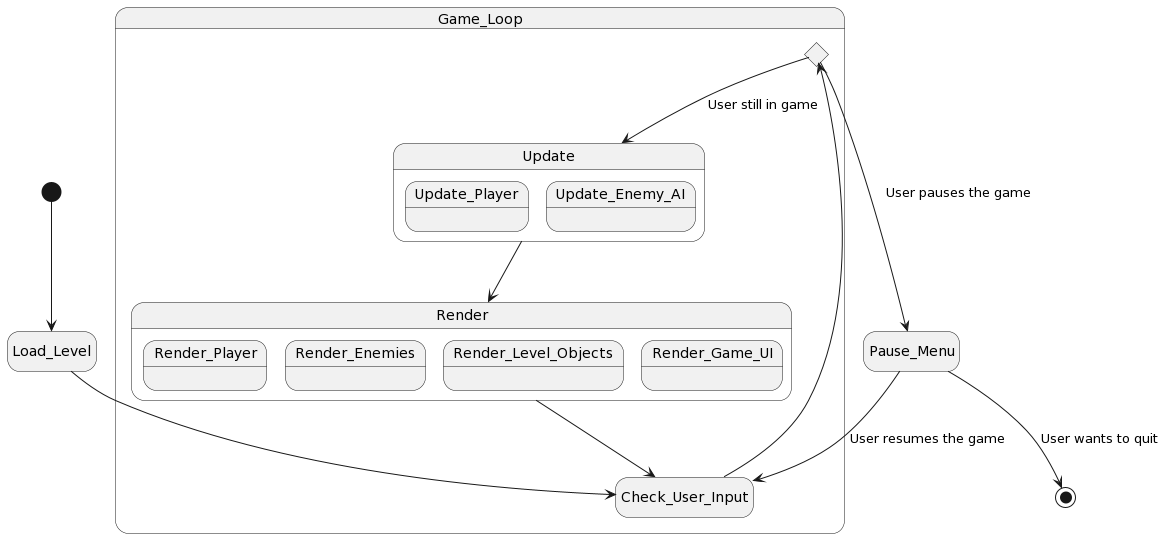 Game_Loop
User still in game
Update
Update_Player
Update_Enemy_AI
User pauses the game
Render
Render_Player
Render_Enemies
Render_Level_Objects
Render_Game_UI
Load_Level
Pause_Menu
User resumes the game
User wants to quit
Check_User_Input